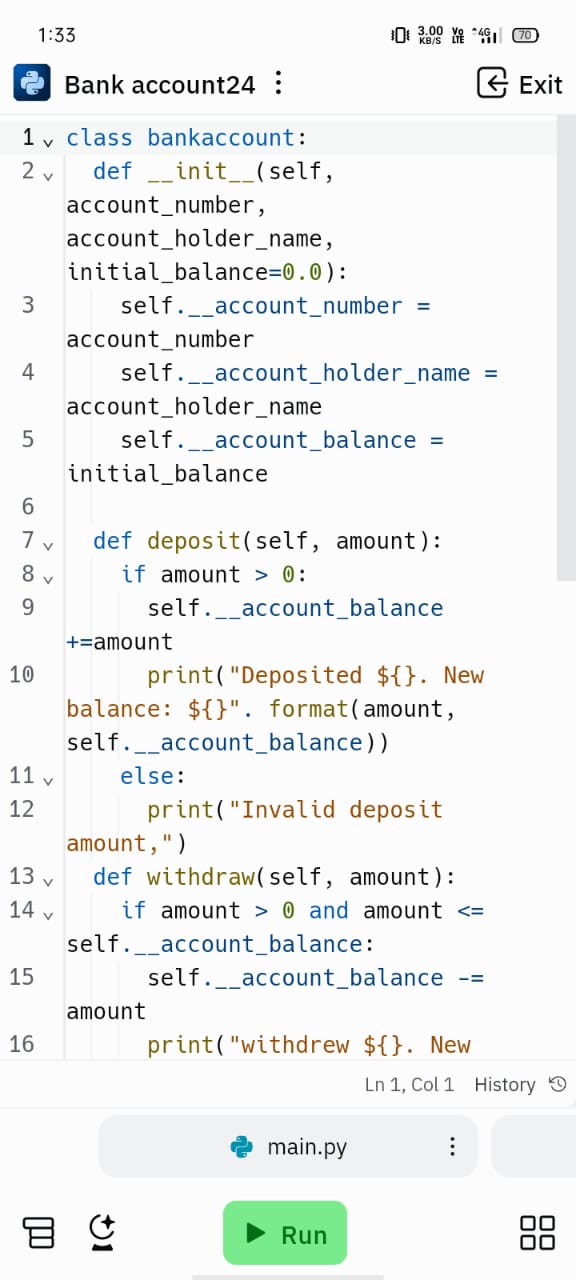 1:33
3.00 KB/S Vo LTE 4G 70
Bank account24
Exit
1 class bankaccount:
2 def __init__(self,
account_number,
account_holder_name,
initial_balance=0.0):
3 self.__account_number =
account_number
4 self.__account_holder_name =
account_holder_name
5 self.__account_balance =
initial_balance
6
7 def deposit(self, amount):
8 if amount > 0:
9 self.__account_balance
+=amount
10 print("Deposited ${}. New
balance: ${}". format(amount,
self.__account_balance))
11 else:
12 print("Invalid deposit
amount,")
13 def withdraw(self, amount):
14 if amount > 0 and amount <=
self.__account_balance:
15 self.__account_balance -=
amount
16 print("withdrew ${}. New
Ln 1, Col 1 History
main.py
Run